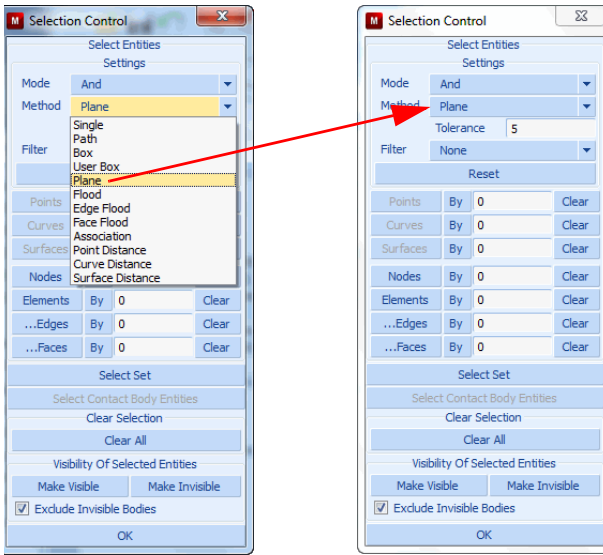 M Selection Control
Select Entities
Settings
Mode And
Method Plane
Single
Path
Box
User Box
Filter
Plane
Flood
Edge Flood
Points
Face Flood
Curves
Association
Point Distance
Surfaces
Curve Distance
Nodes Surface Distance
Elements By 0 Clear
...Edges By 0 Clear
...Faces By 0 Clear
Select Set
Select Contact Body Entities
Clear Selection
Clear All
Visibility Of Selected Entities
Make Visible Make Invisible
Exclude Invisible Bodies
OK
M Selection Control
Select Entities
Settings
Mode And
Method Plane
Tolerance 5
Filter None
Reset
Points By 0 Clear
Curves By 0 Clear
Surfaces By 0 Clear
Nodes By 0 Clear
Elements By 0 Clear
...Edges By 0 Clear
...Faces By 0 Clear
Select Set
Select Contact Body Entities
Clear Selection
Clear All
Visibility Of Selected Entities
Make Visible Make Invisible
Exclude Invisible Bodies
OK